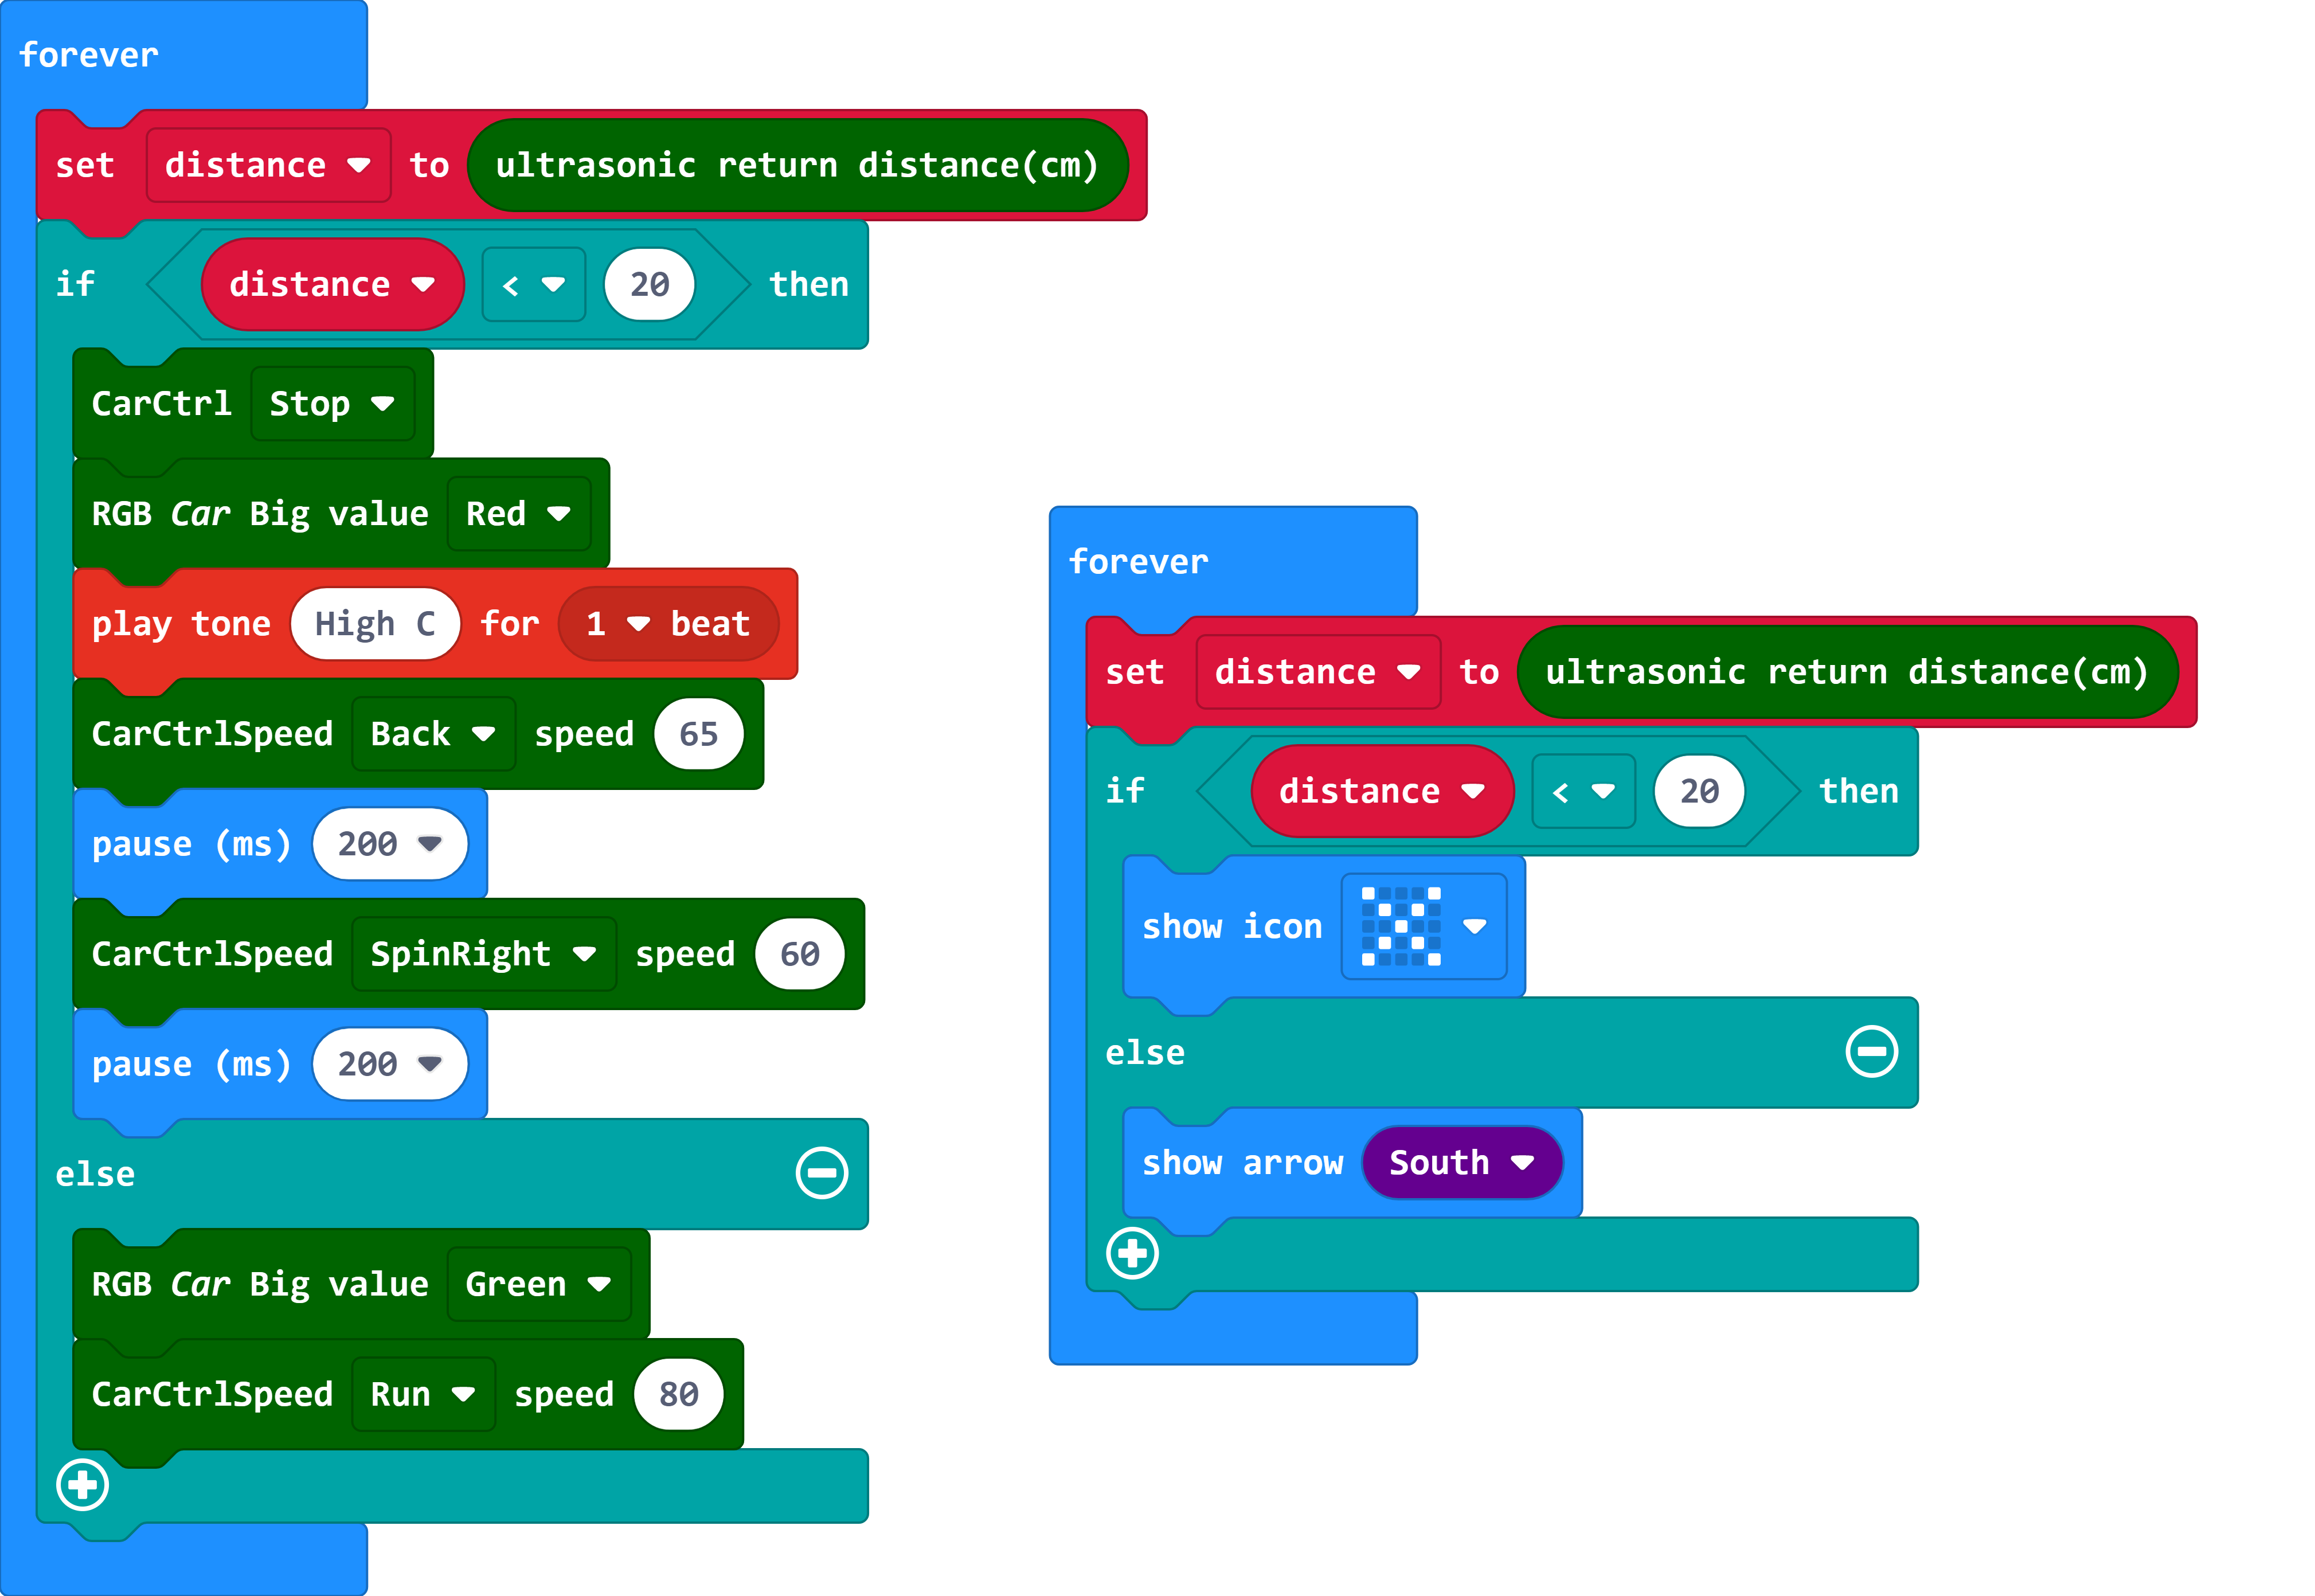 forever
set distance to ultrasonic return distance(cm)
if distance < 20 then
CarCtrl Stop
RGB Car Big value Red
play tone High C for 1 beat
CarCtrlSpeed Back speed 65
pause (ms) 200
CarCtrlSpeed SpinRight speed 60
pause (ms) 200
else
RGB Car Big value Green
CarCtrlSpeed Run speed 80
forever
set distance to ultrasonic return distance(cm)
if distance < 20 then
show icon
else
show arrow South